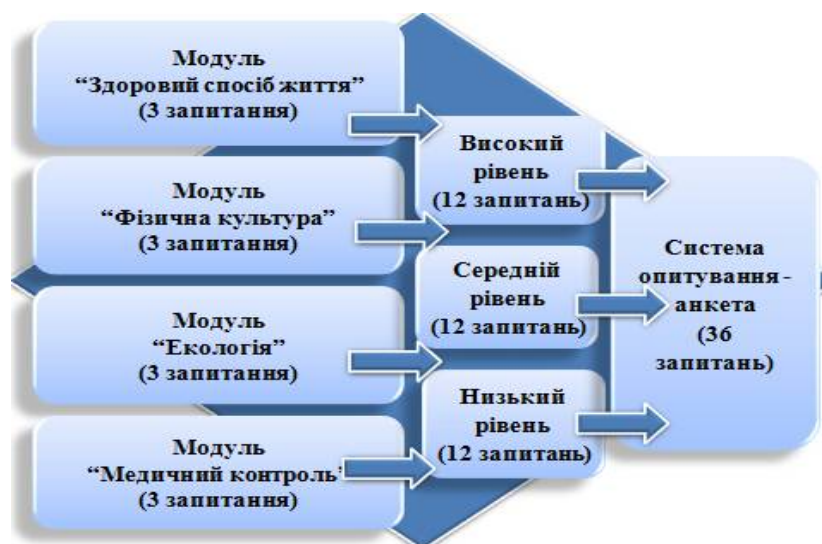 Модуль
“Здоровий спосіб життя”
(3 запитання)
Модуль
“Фізична культура”
(3 запитання)
Модуль
“Екологія”
(3 запитання)
Модуль
“Медичний контроль”
(3 запитання)
Високий
рівень
(12 запитань)
Середній
рівень
(12 запитань)
Низький
рівень
(12 запитань)
Система
опитування-
анкета
(36
запитань)